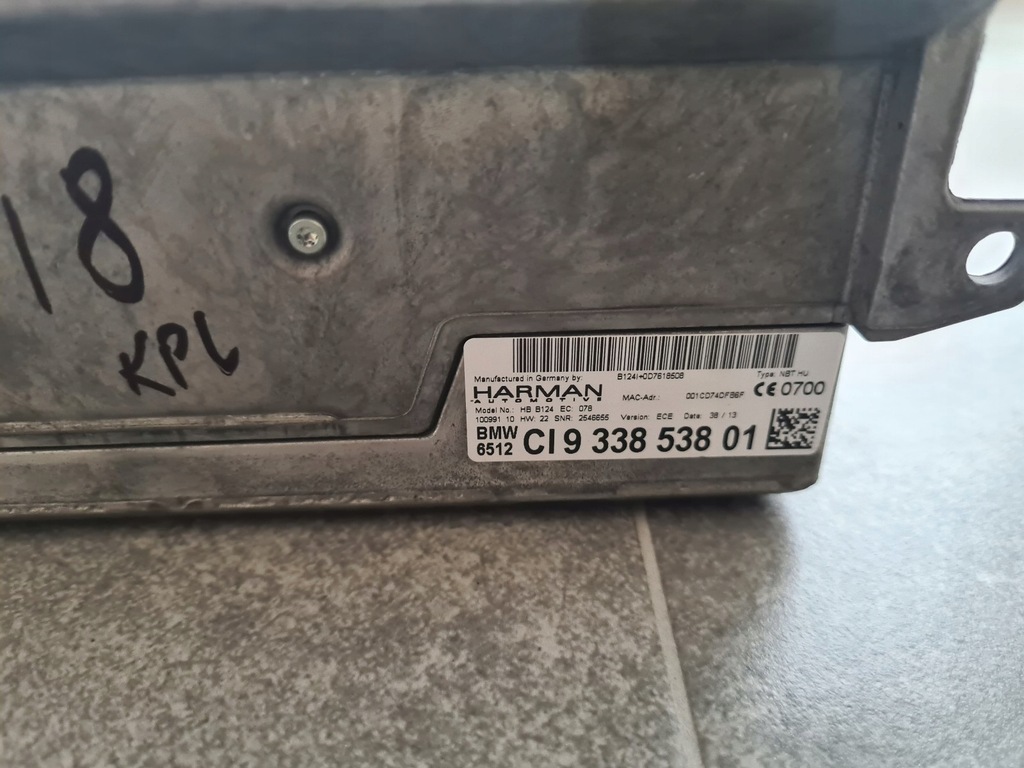 18
KPL
B124I+0D7618508
Manufactured in Germany by: Type: NBT HU
HARMAN
AUTOMOTIVE
MAC-Adr.: 001CD74DFB6F CE 0700
Model No.: HB B124 EC: 078
100991 10 HW: 22 SNR: 2546655 Version: ECE Date: 38 / 13
BMW
6512 CI 9 338 538 01